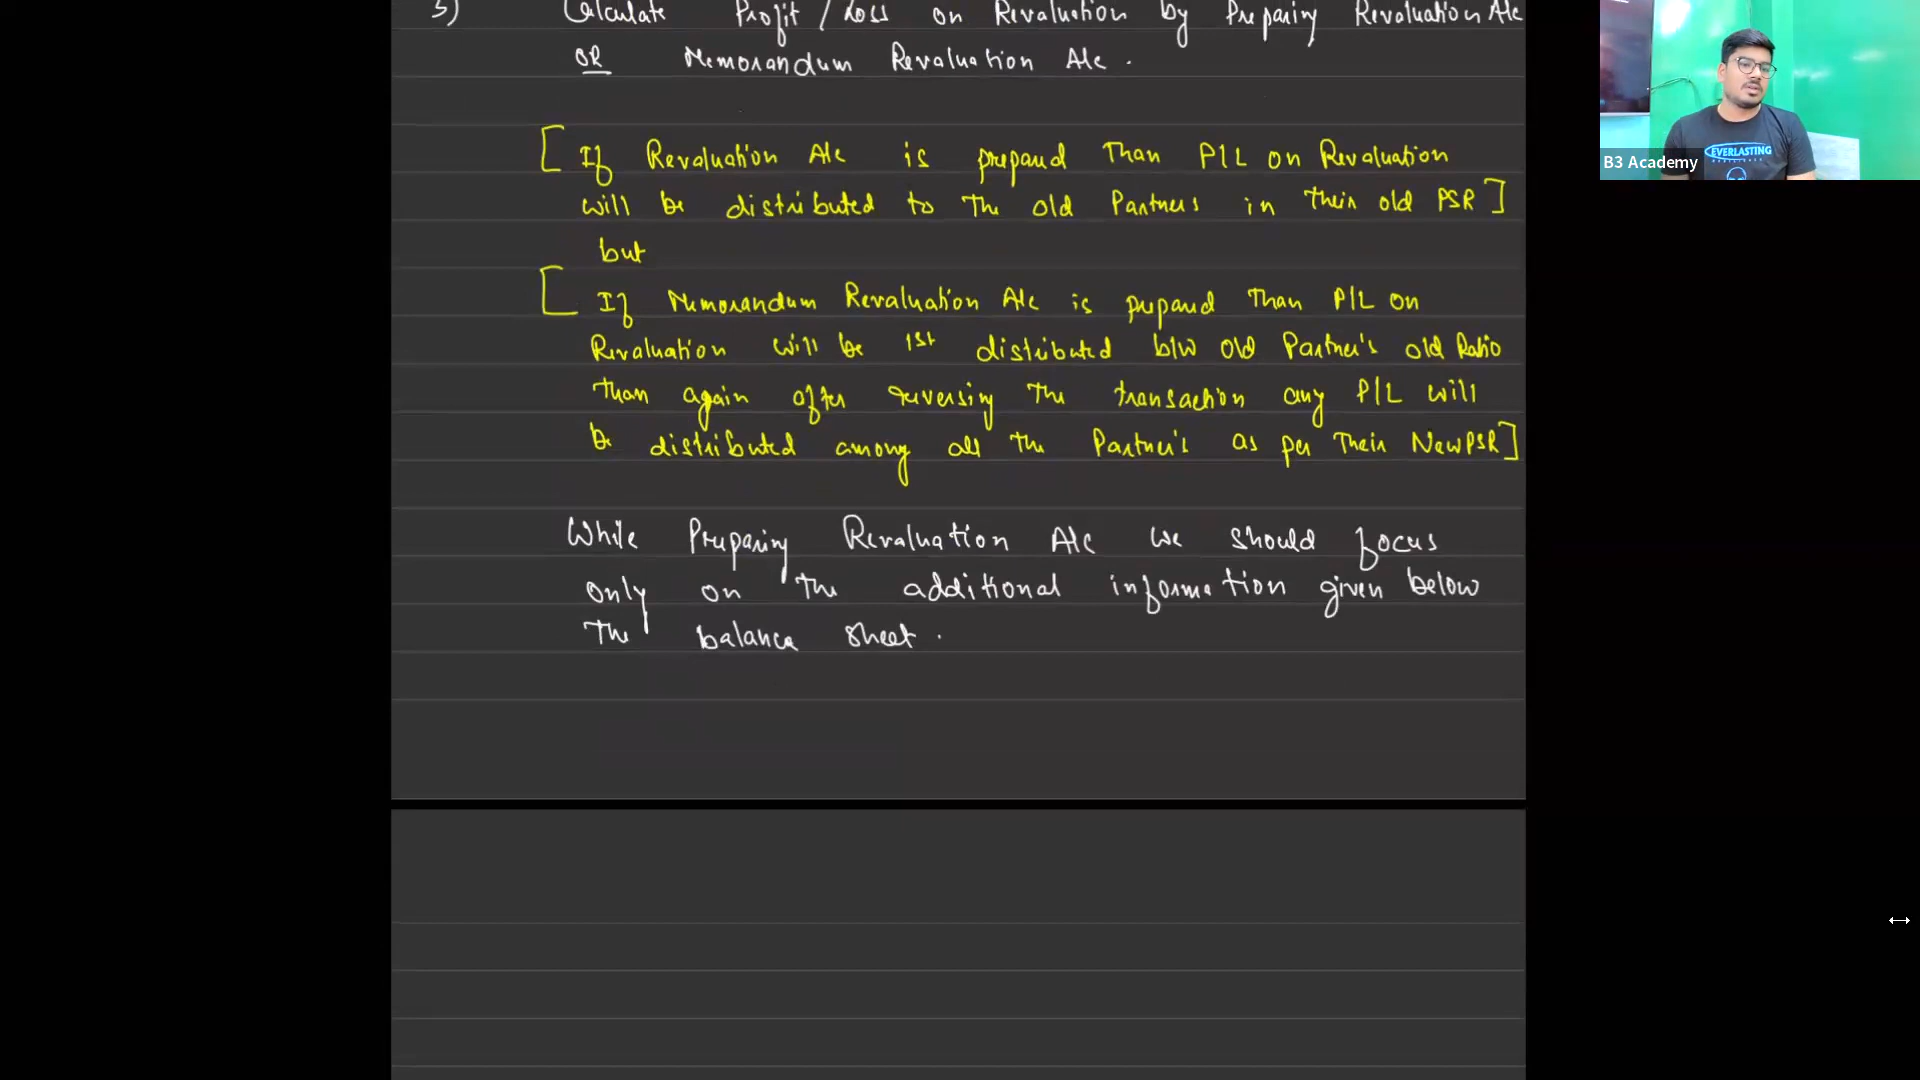 3) Calculate Profit / Loss on Revaluation by Preparing Revaluation A/c
OR Memorandum Revaluation A/c.
[If Revaluation A/c is prepared Than P/L on Revaluation
will be distributed to The old Partners in Their old PSR]
but
[If Memorandum Revaluation A/c is prepared Than P/L on
Revaluation will be 1st distributed b/w old Partner's old Ratio
Than again after reversing The transaction any P/L will
be distributed among all The Partner's as per Their New PSR]
While Preparing Revaluation A/c we should focus
only on The additional information given below
The balance sheet.
EVERLASTING
B3 Academy